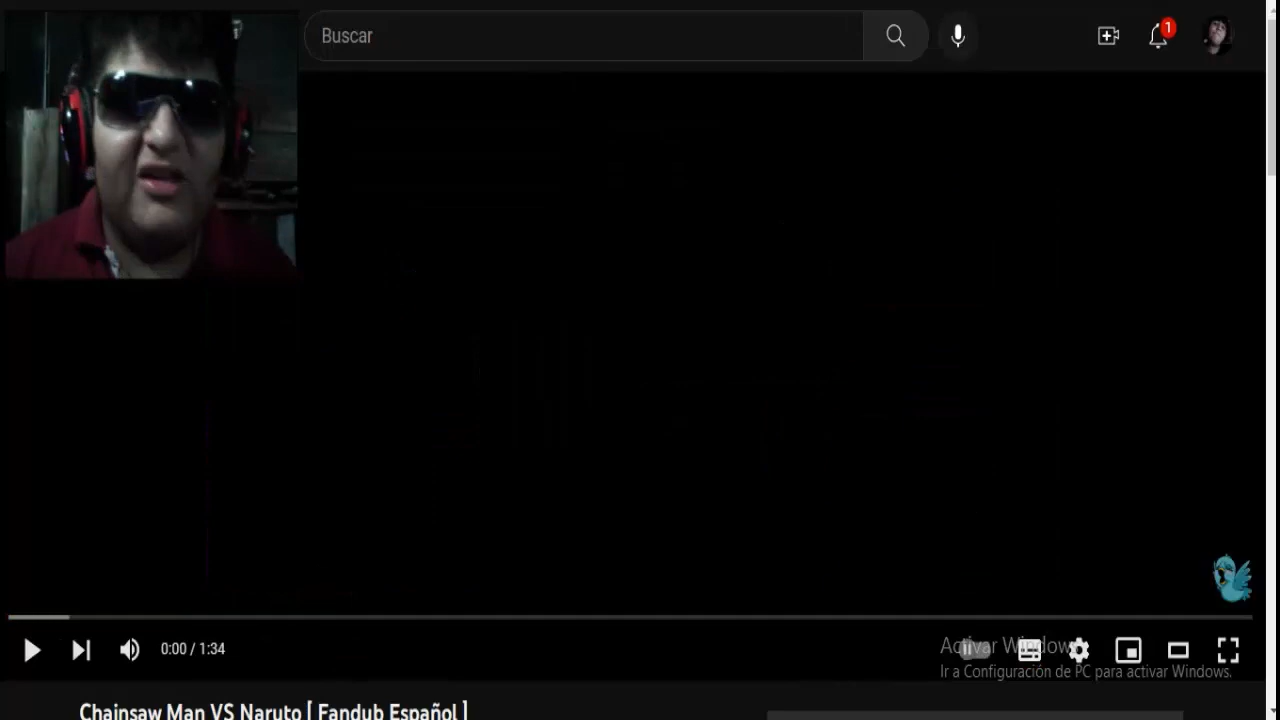 Buscar
1
0:00 / 1:34
Activar Windows
Ir a Configuración de PC para activar Windows.
Chainsaw Man VS Naruto [ Fandub Español ]